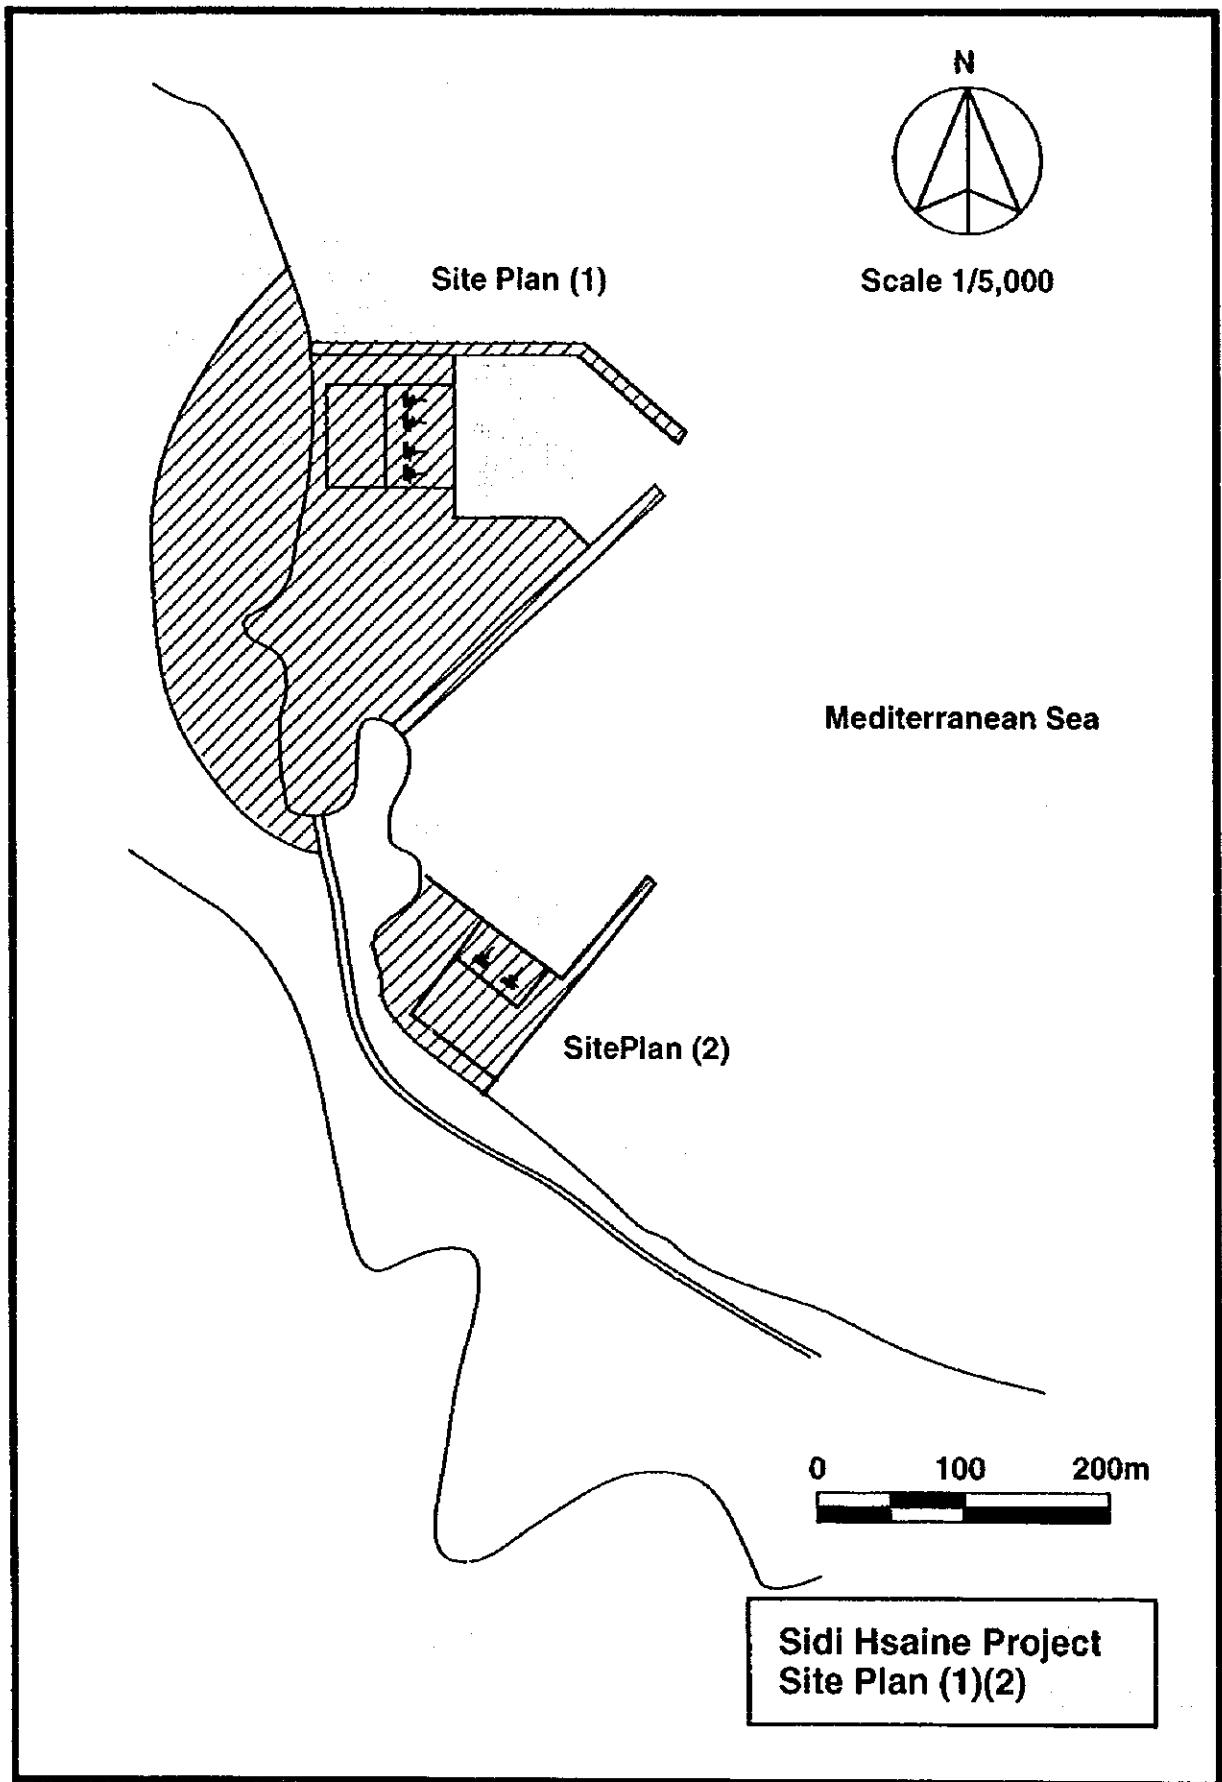 N
Scale 1/5,000
Site Plan (1)
Mediterranean Sea
SitePlan (2)
0 100 200m
Sidi Hsaine Project
Site Plan (1)(2)